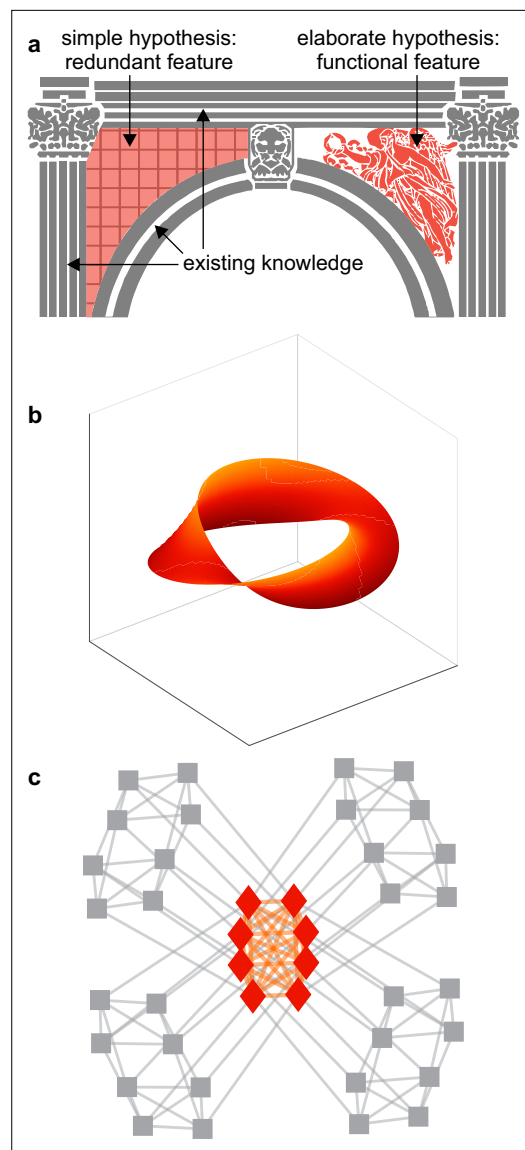 a
simple hypothesis:
redundant feature
elaborate hypothesis:
functional feature
existing knowledge
b
c